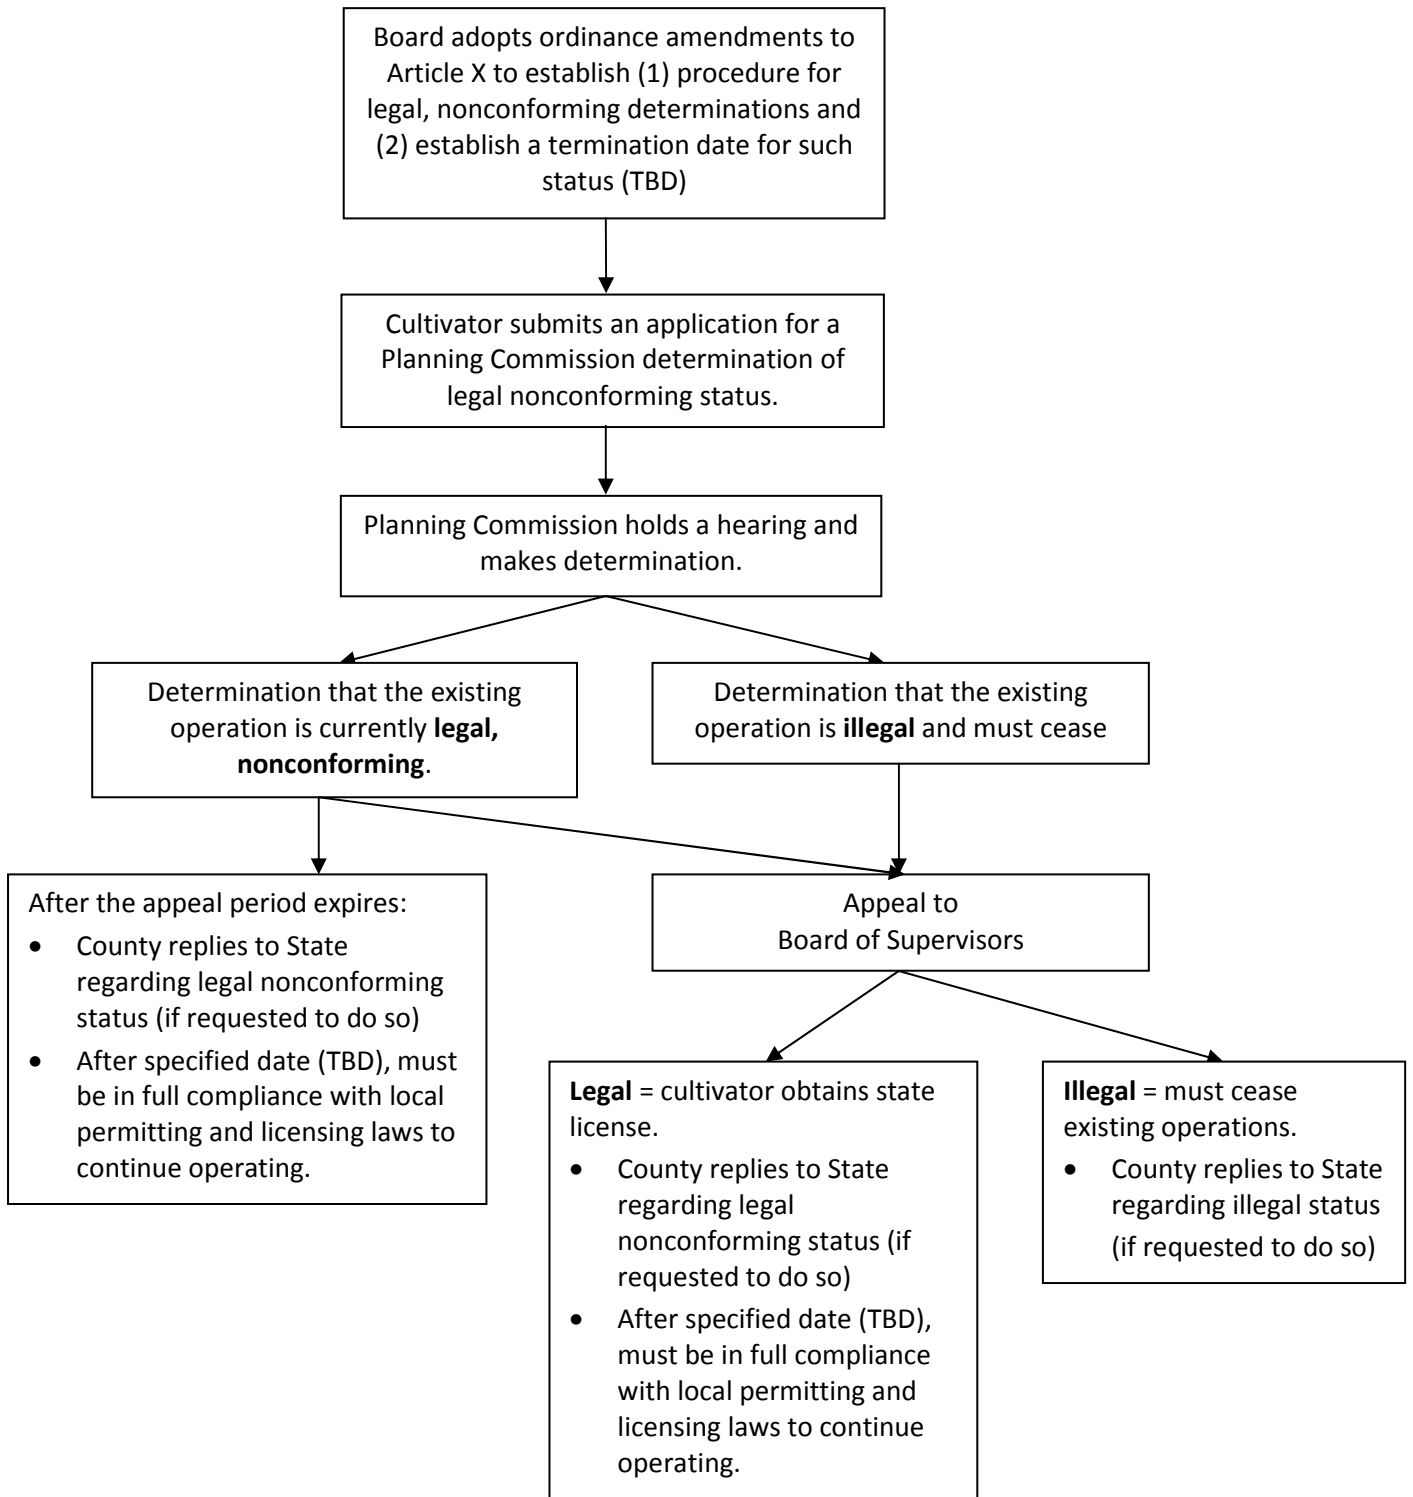 Board adopts ordinance amendments to
Article X to establish (1) procedure for
legal, nonconforming determinations and
(2) establish a termination date for such
status (TBD)
Cultivator submits an application for a
Planning Commission determination of
legal nonconforming status.
Planning Commission holds a hearing and
makes determination.
Determination that the existing
operation is currently legal,
nonconforming.
Determination that the existing
operation is illegal and must cease
After the appeal period expires:
• County replies to State
regarding legal nonconforming
status (if requested to do so)
• After specified date (TBD), must
be in full compliance with local
permitting and licensing laws to
continue operating.
Appeal to
Board of Supervisors
Legal = cultivator obtains state
license.
• County replies to State
regarding legal
nonconforming status (if
requested to do so)
• After specified date (TBD),
must be in full compliance
with local permitting and
licensing laws to continue
operating.
Illegal = must cease
existing operations.
• County replies to State
regarding illegal status
(if requested to do so)